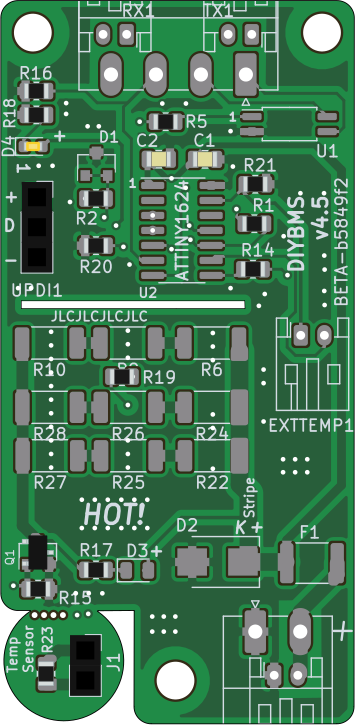 RX1 TX1
R16
R18
R5
1
U1
D4
+
D1
C2 C1
1
R21
1
+
D
−
R2
ATTINY1624
R1
DIYBMS
v4.5
BETA-b5849f2
R20
R14
UPDI1
U2
JLCJLCJLCJLC
R10
R9
R6
R19
R28 R26 R24
EXTTEMP1
R27 R25 R22
HOT!
Stripe
D2
K+
F1
Q1
R17
D3+
R15
+
Temp
Sensor
R23
J1